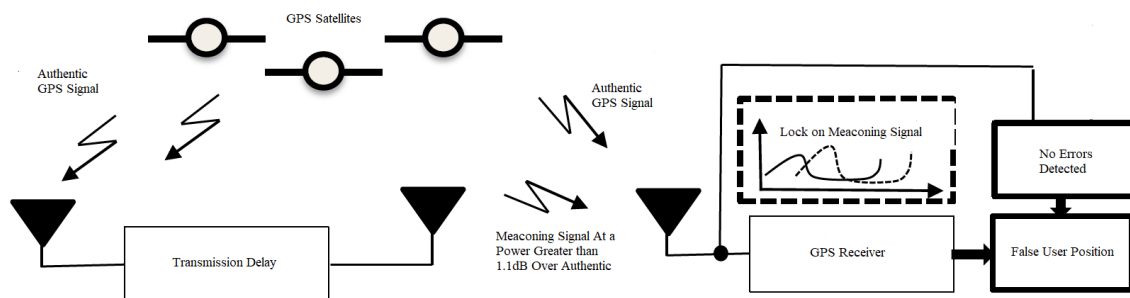 GPS Satellites
Authentic
GPS Signal
Authentic
GPS Signal
Lock on Meaconing Signal
No Errors
Detected
Meaconing Signal At a
Power Greater than
1.1dB Over Authentic
Transmission Delay
GPS Receiver
False User Position